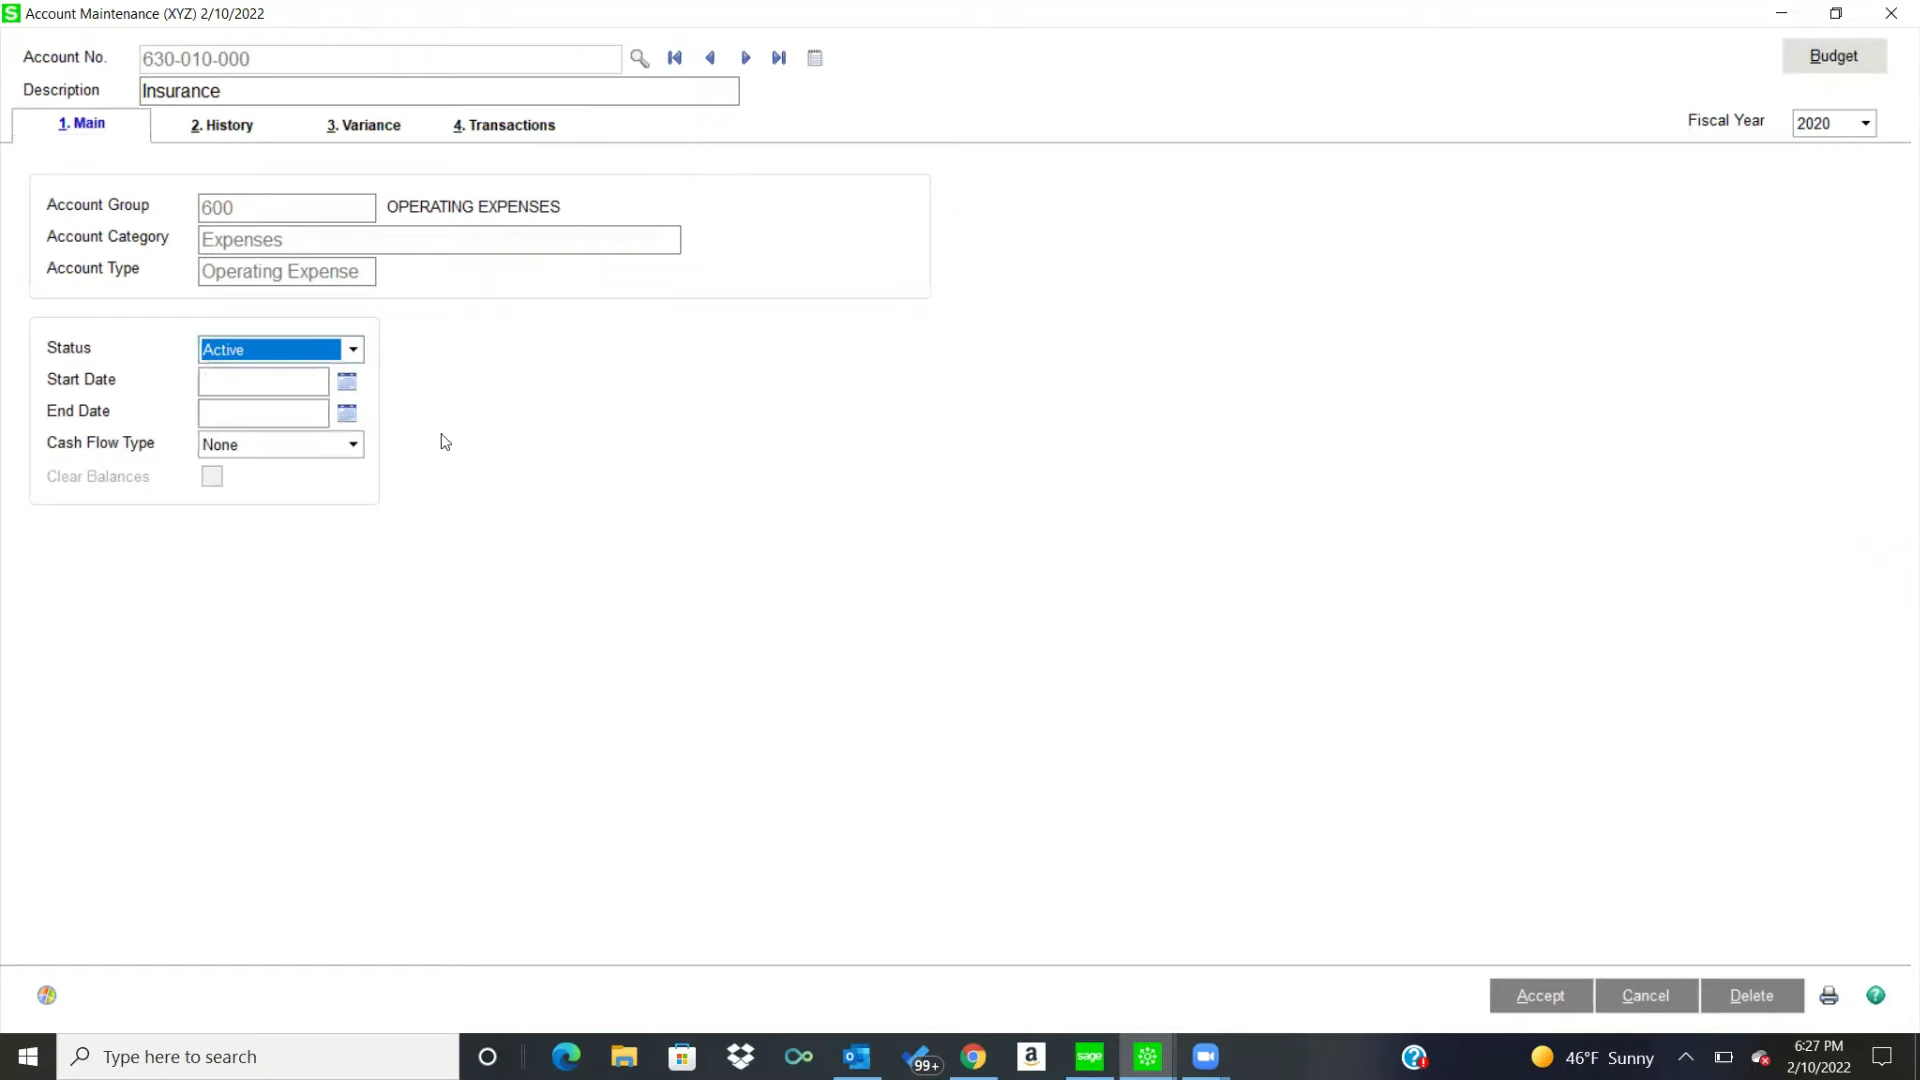 S Account Maintenance (XYZ) 2/10/2022
Account No. 630-010-000
Budget
Description Insurance
1. Main 2. History 3. Variance 4. Transactions
Fiscal Year 2020
Account Group 600 OPERATING EXPENSES
Account Category Expenses
Account Type Operating Expense
Status Active
Start Date
End Date
Cash Flow Type None
Clear Balances
Accept Cancel Delete ?
Type here to search
99+
a
sage
46°F Sunny
6:27 PM
2/10/2022